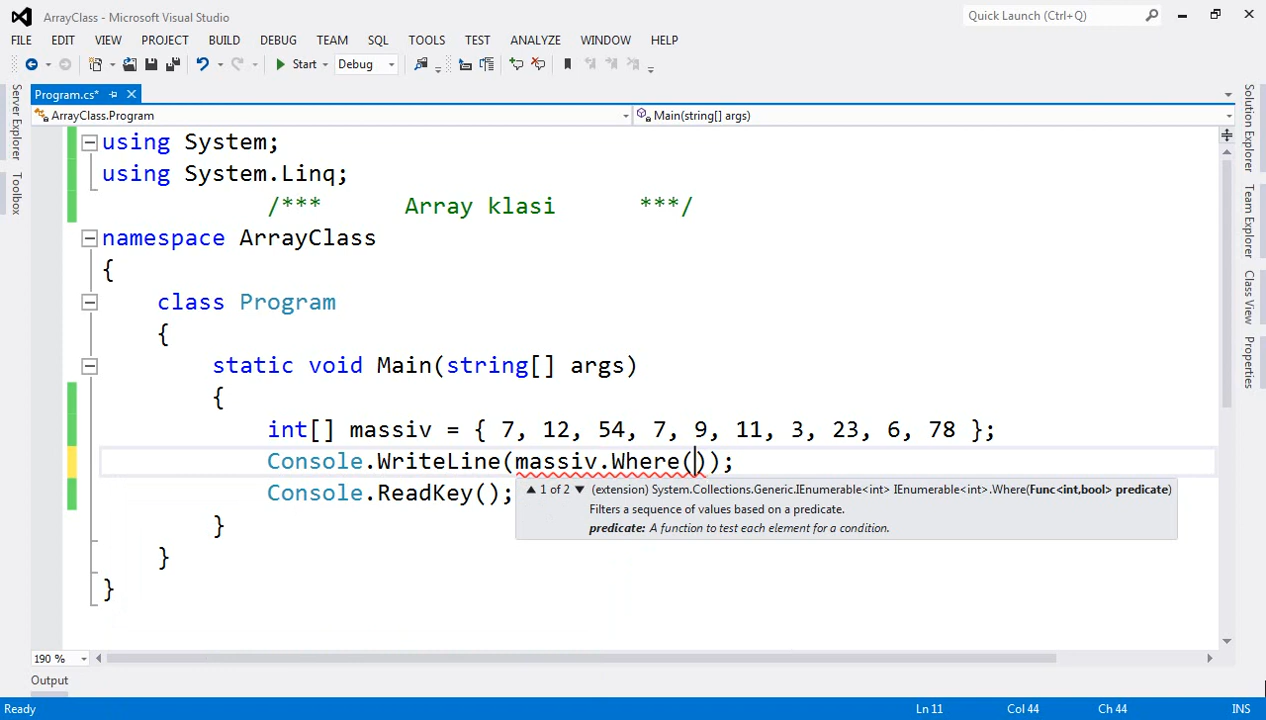 ArrayClass - Microsoft Visual Studio
Quick Launch (Ctrl+Q)
FILE EDIT VIEW PROJECT BUILD DEBUG TEAM SQL TOOLS TEST ANALYZE WINDOW HELP
Start Debug
Program.cs*
ArrayClass.Program Main(string[] args)
Server Explorer
Toolbox
Solution Explorer
Team Explorer
Class View
Properties
using System;
using System.Linq;
/*** Array klasi ***/
namespace ArrayClass
{
class Program
{
static void Main(string[] args)
{
int[] massiv = { 7, 12, 54, 7, 9, 11, 3, 23, 6, 78 };
Console.WriteLine(massiv.Where());
Console.ReadKey();
▲ 1 of 2 ▼ (extension) System.Collections.Generic.IEnumerable<int> IEnumerable<int>.Where(Func<int,bool> predicate)
Filters a sequence of values based on a predicate.
predicate: A function to test each element for a condition.
}
}
}
190 %
Output
Ready Ln 11 Col 44 Ch 44 INS